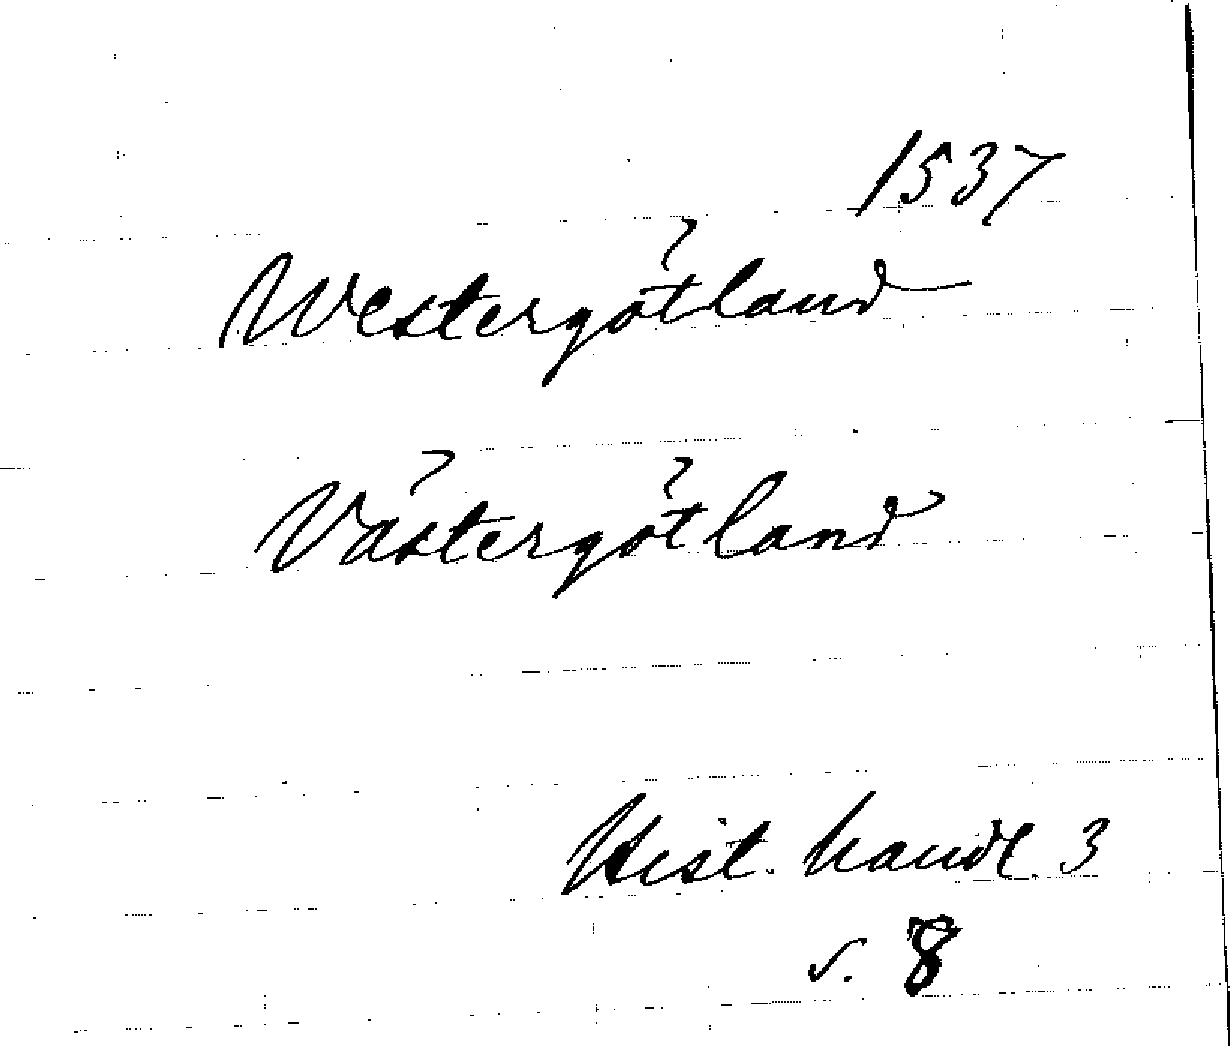 1537
Westergötland
Västergötland
Hist. handl. 3
s. 8